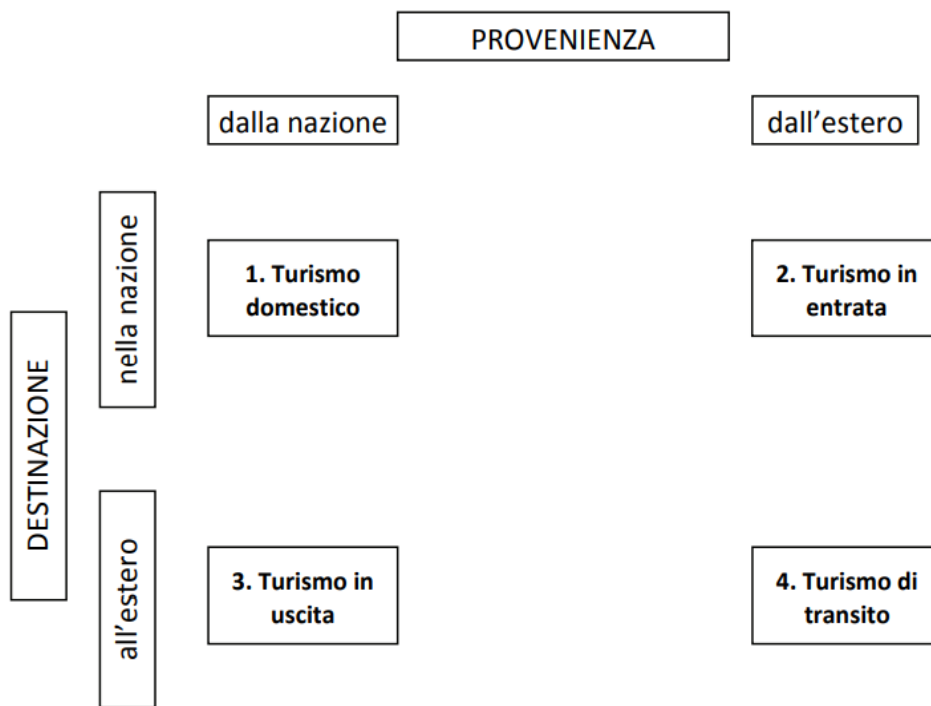 PROVENIENZA
dalla nazione
dall'estero
DESTINAZIONE
nella nazione
1. Turismo
domestico
2. Turismo in
entrata
all'estero
3. Turismo in
uscita
4. Turismo di
transito